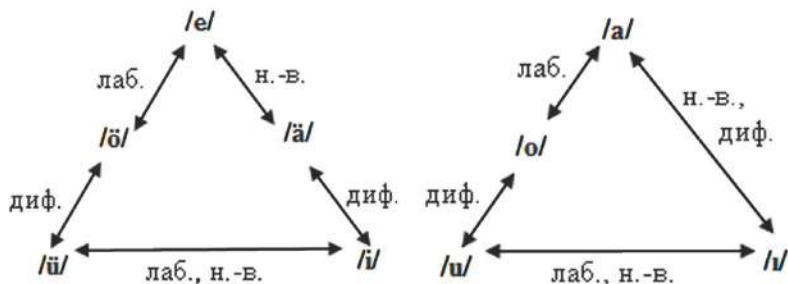 /e/ /a/
лаб. н.-в. лаб. н.-в., диф.
/ö/ /ä/ /o/
диф. диф. диф.
/ü/ /i/ /u/ /ı/
лаб., н.-в. лаб., н.-в.